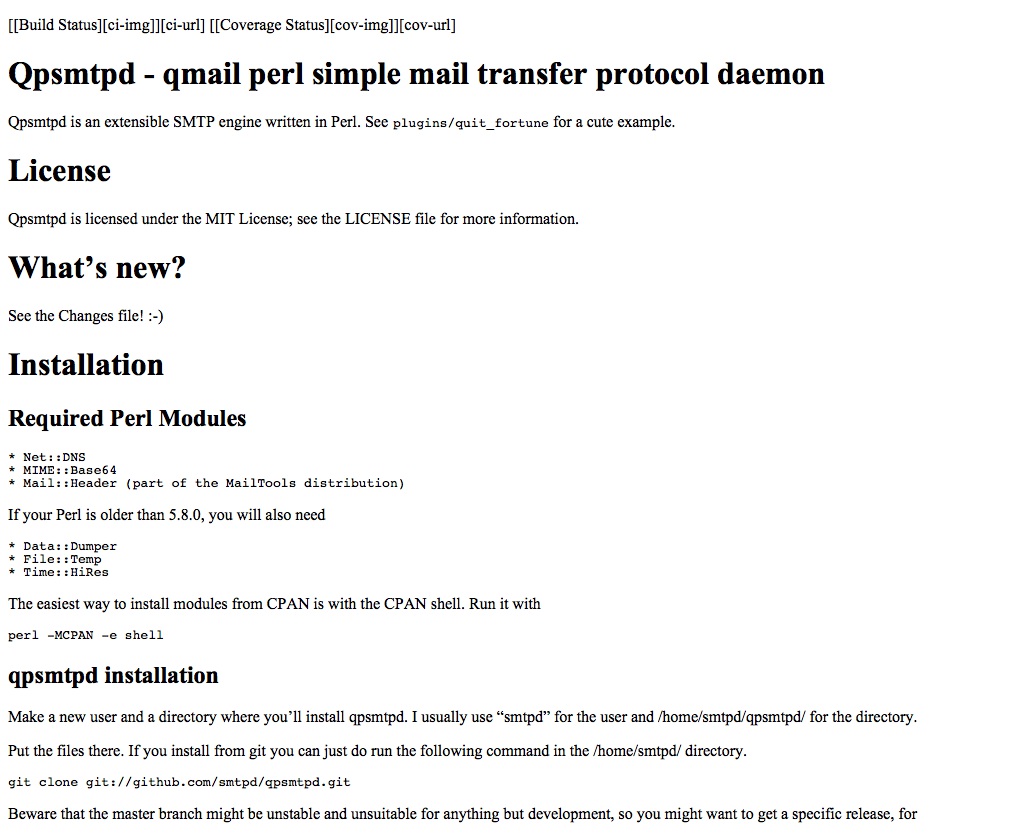 [[Build Status][ci-img]][ci-url] [[Coverage Status][cov-img]][cov-url]
Qpsmtpd - qmail perl simple mail transfer protocol daemon
Qpsmtpd is an extensible SMTP engine written in Perl. See plugins/quit_fortune for a cute example.
License
Qpsmtpd is licensed under the MIT License; see the LICENSE file for more information.
What’s new?
See the Changes file! :-)
Installation
Required Perl Modules
* Net::DNS
* MIME::Base64
* Mail::Header (part of the MailTools distribution)
If your Perl is older than 5.8.0, you will also need
* Data::Dumper
* File::Temp
* Time::HiRes
The easiest way to install modules from CPAN is with the CPAN shell. Run it with
perl -MCPAN -e shell
qpsmtpd installation
Make a new user and a directory where you’ll install qpsmtpd. I usually use “smtpd” for the user and /home/smtpd/qpsmtpd/ for the directory.
Put the files there. If you install from git you can just do run the following command in the /home/smtpd/ directory.
git clone git://github.com/smtpd/qpsmtpd.git
Beware that the master branch might be unstable and unsuitable for anything but development, so you might want to get a specific release, for